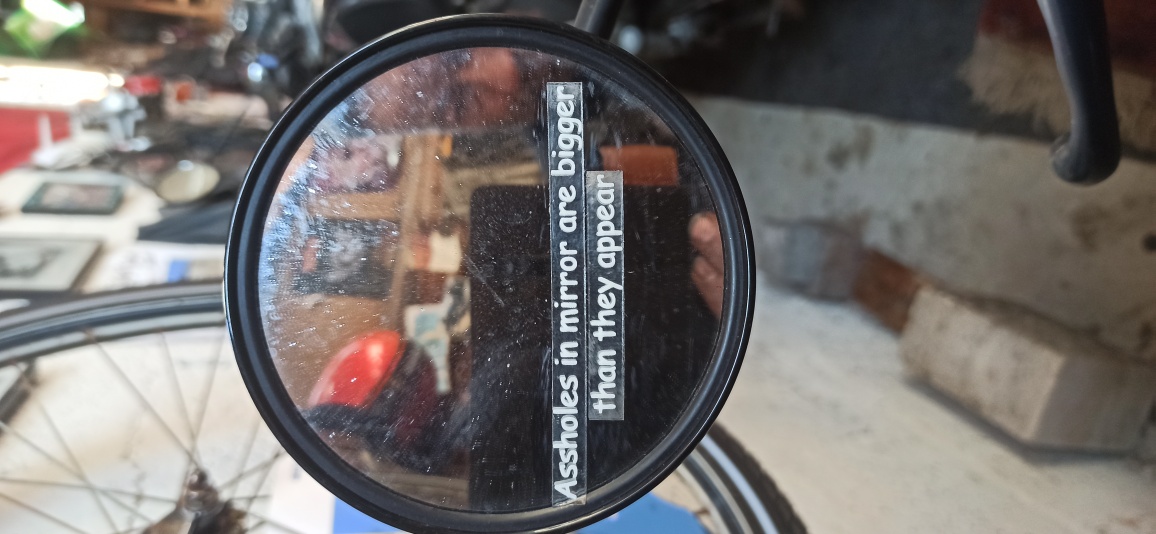 Assholes in mirror are bigger
than they appear